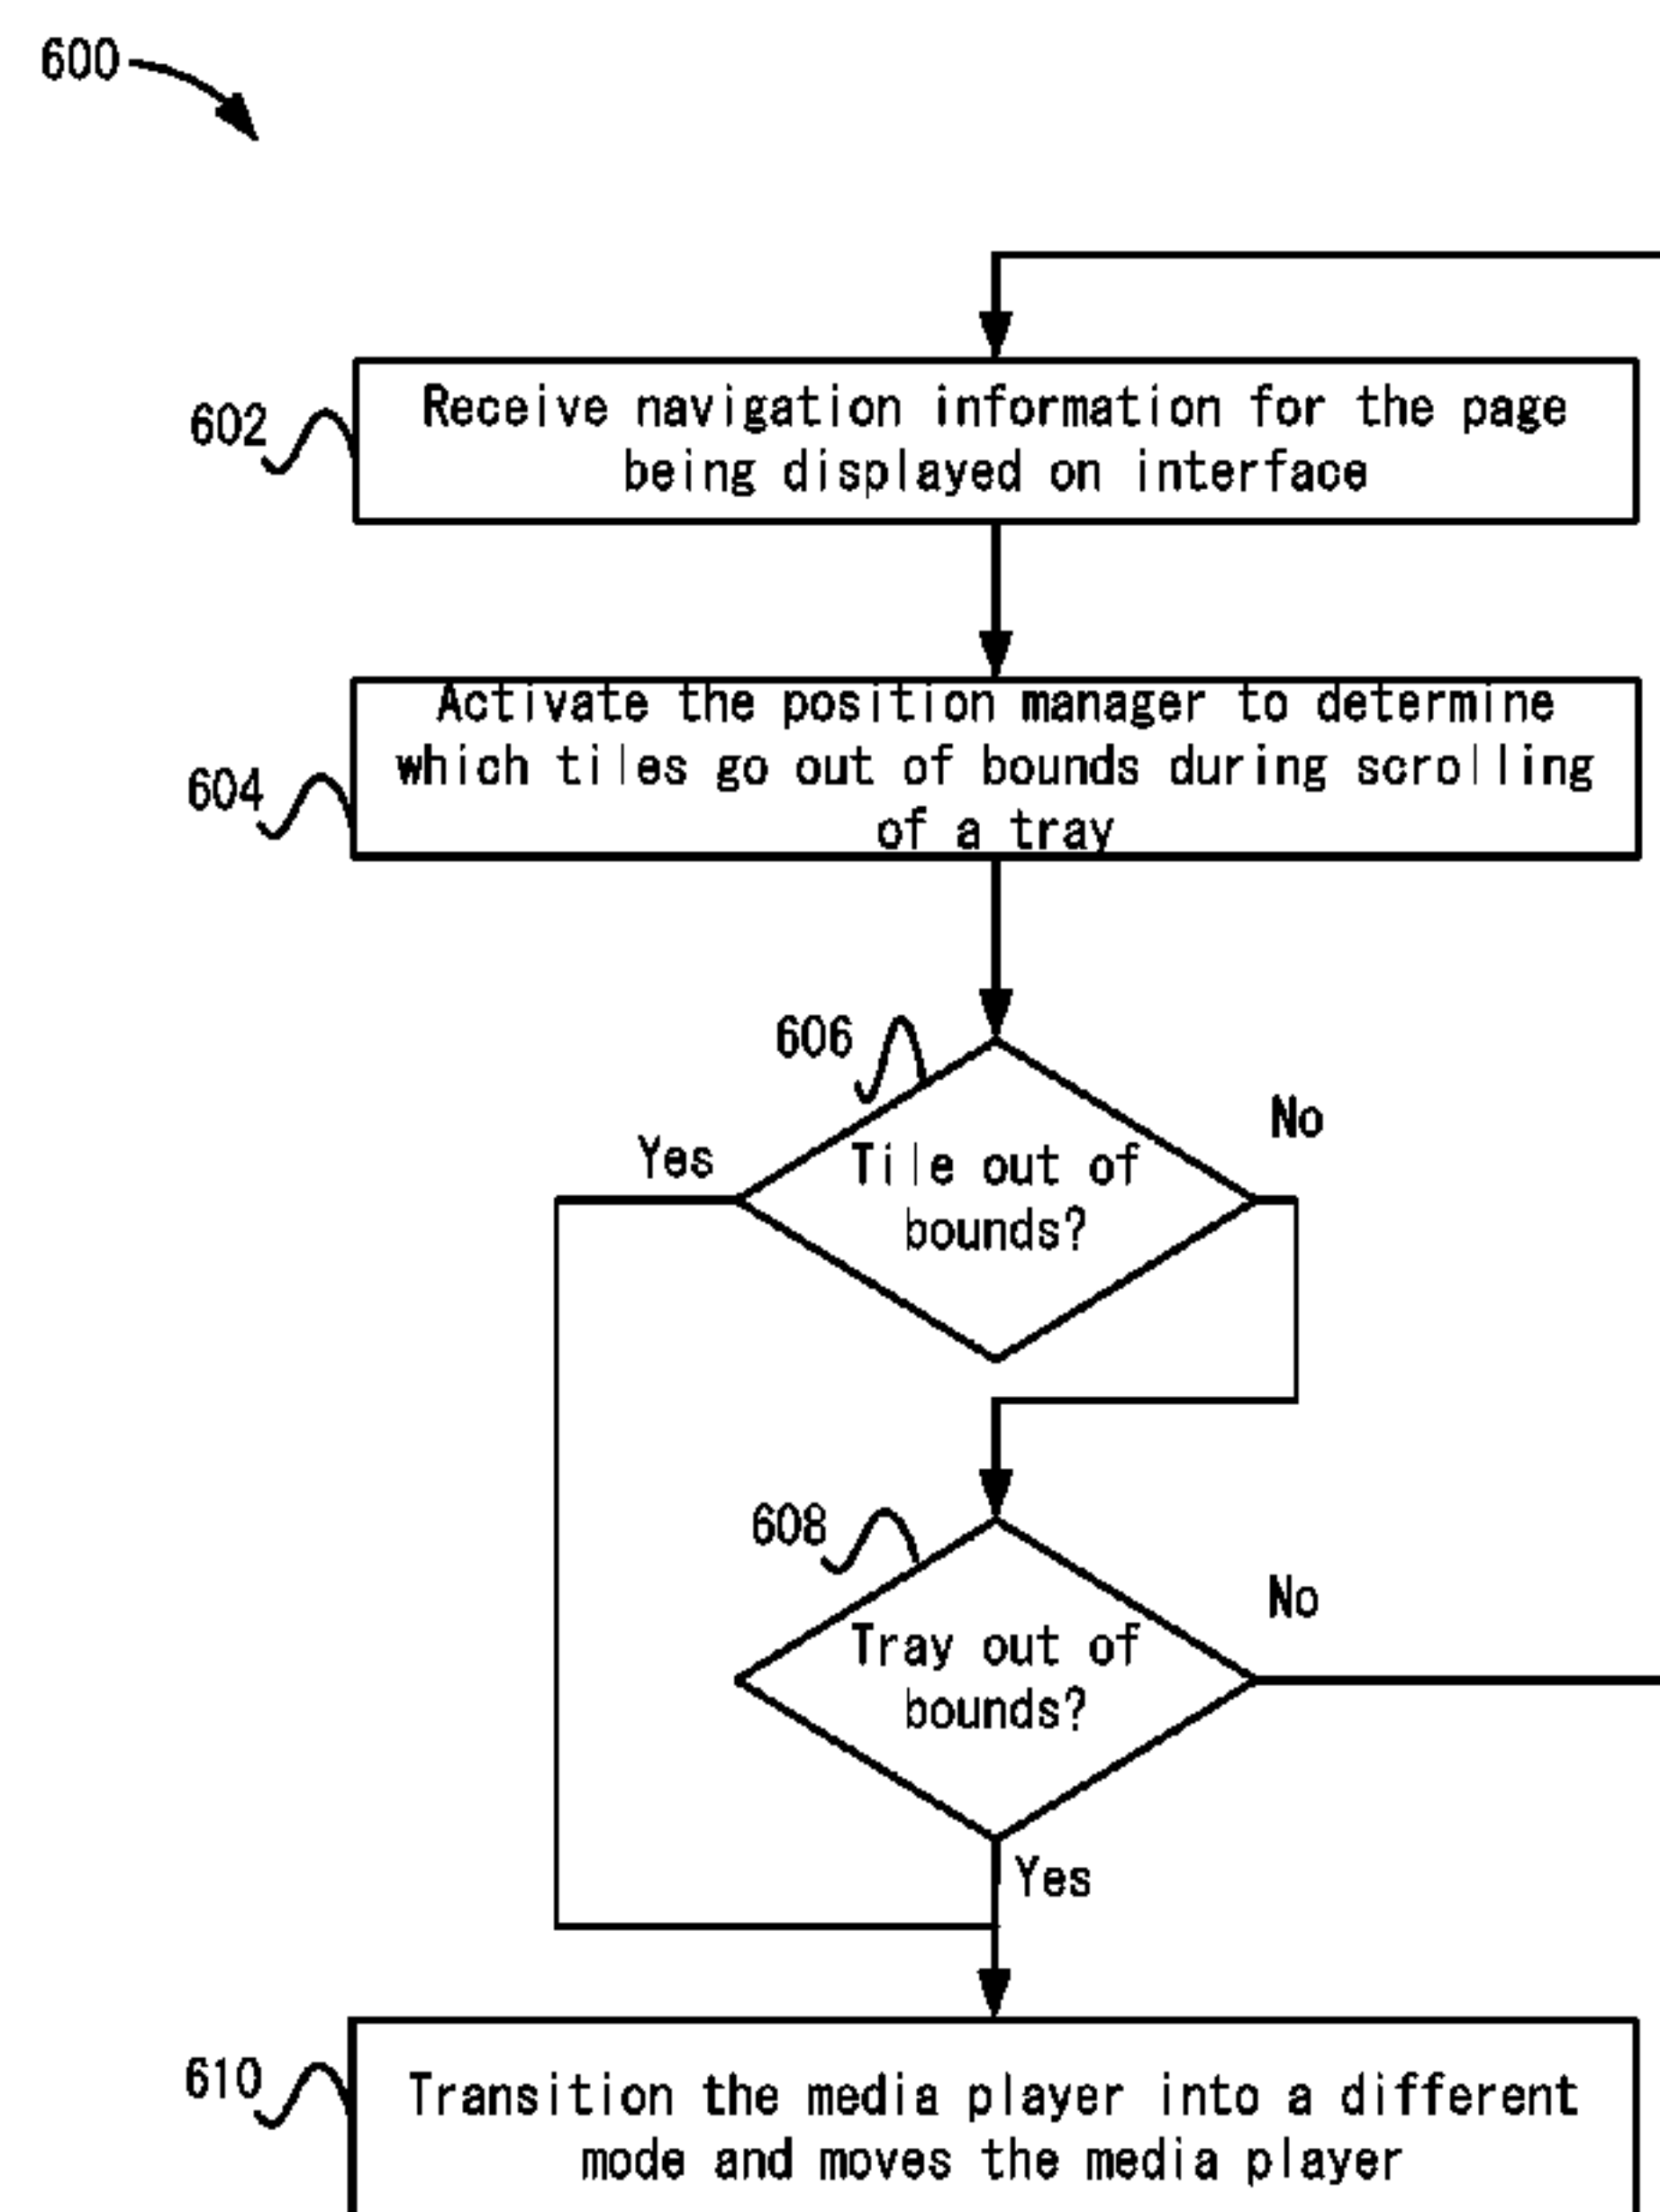 600
602
Receive navigation information for the page
being displayed on interface
604
Activate the position manager to determine
which tiles go out of bounds during scrolling
of a tray
606
Yes
No
Tile out of
bounds?
608
No
Tray out of
bounds?
Yes
610
Transition the media player into a different
mode and moves the media player